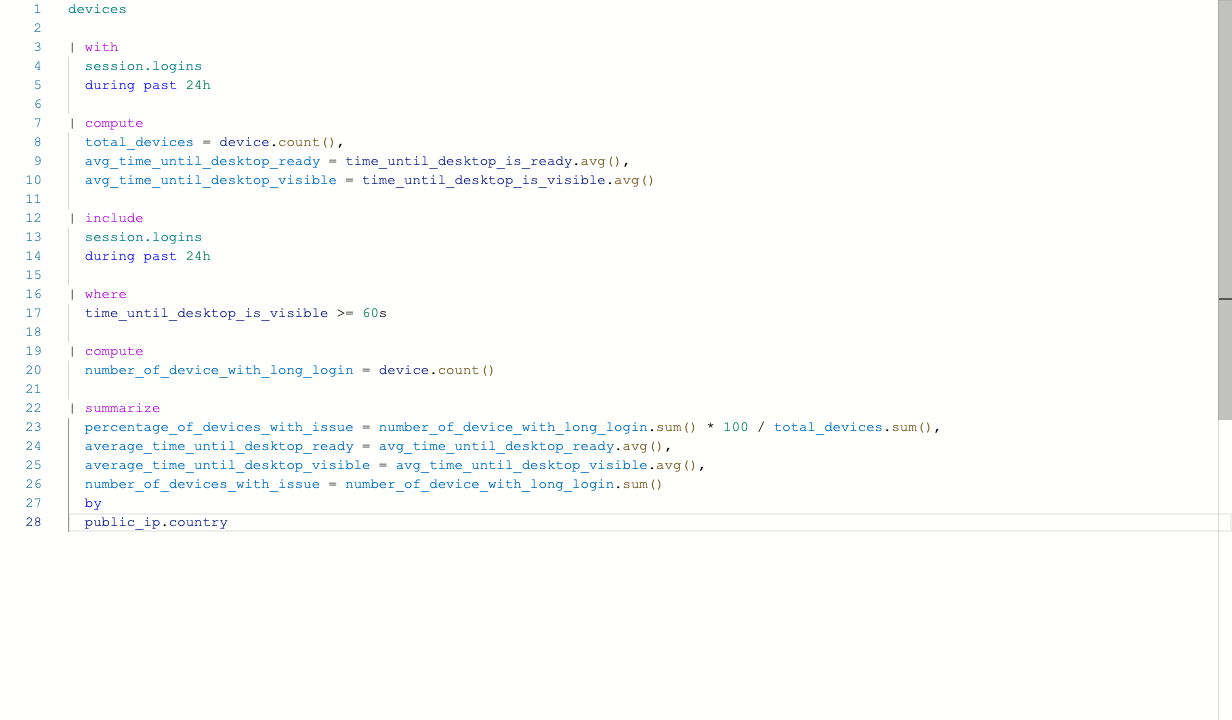 1 devices
2
3 | with
4 session.logins
5 during past 24h
6
7 | compute
8 total_devices = device.count(),
9 avg_time_until_desktop_ready = time_until_desktop_is_ready.avg(),
10 avg_time_until_desktop_visible = time_until_desktop_is_visible.avg()
11
12 | include
13 session.logins
14 during past 24h
15
16 | where
17 time_until_desktop_is_visible >= 60s
18
19 | compute
20 number_of_device_with_long_login = device.count()
21
22 | summarize
23 percentage_of_devices_with_issue = number_of_device_with_long_login.sum() * 100 / total_devices.sum(),
24 average_time_until_desktop_ready = avg_time_until_desktop_ready.avg(),
25 average_time_until_desktop_visible = avg_time_until_desktop_visible.avg(),
26 number_of_devices_with_issue = number_of_device_with_long_login.sum()
27 by
28 public_ip.country